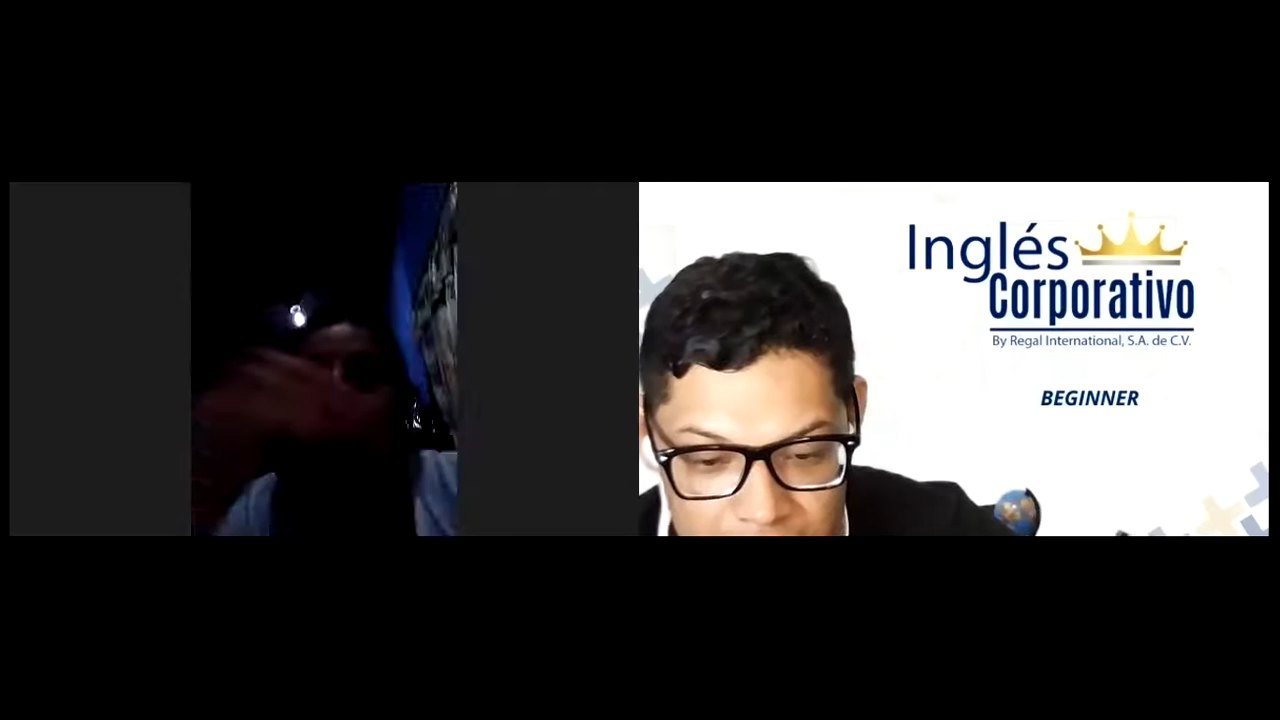 Inglés
Corporativo
By Regal International, S.A. de C.V.
BEGINNER